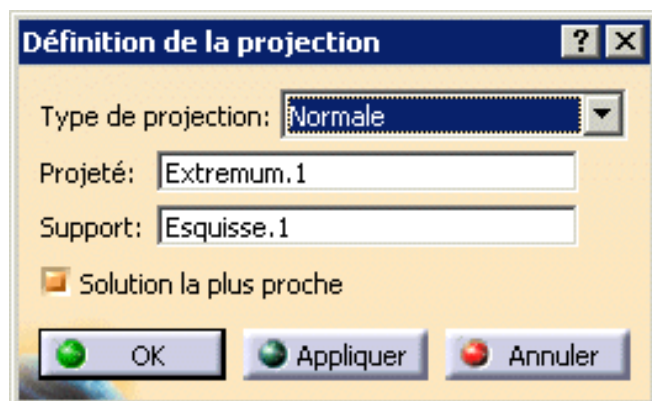 Définition de la projection ?
Type de projection: Normale
Projeté: Extremum.1
Support: Esquisse.1
Solution la plus proche
OK Appliquer Annuler